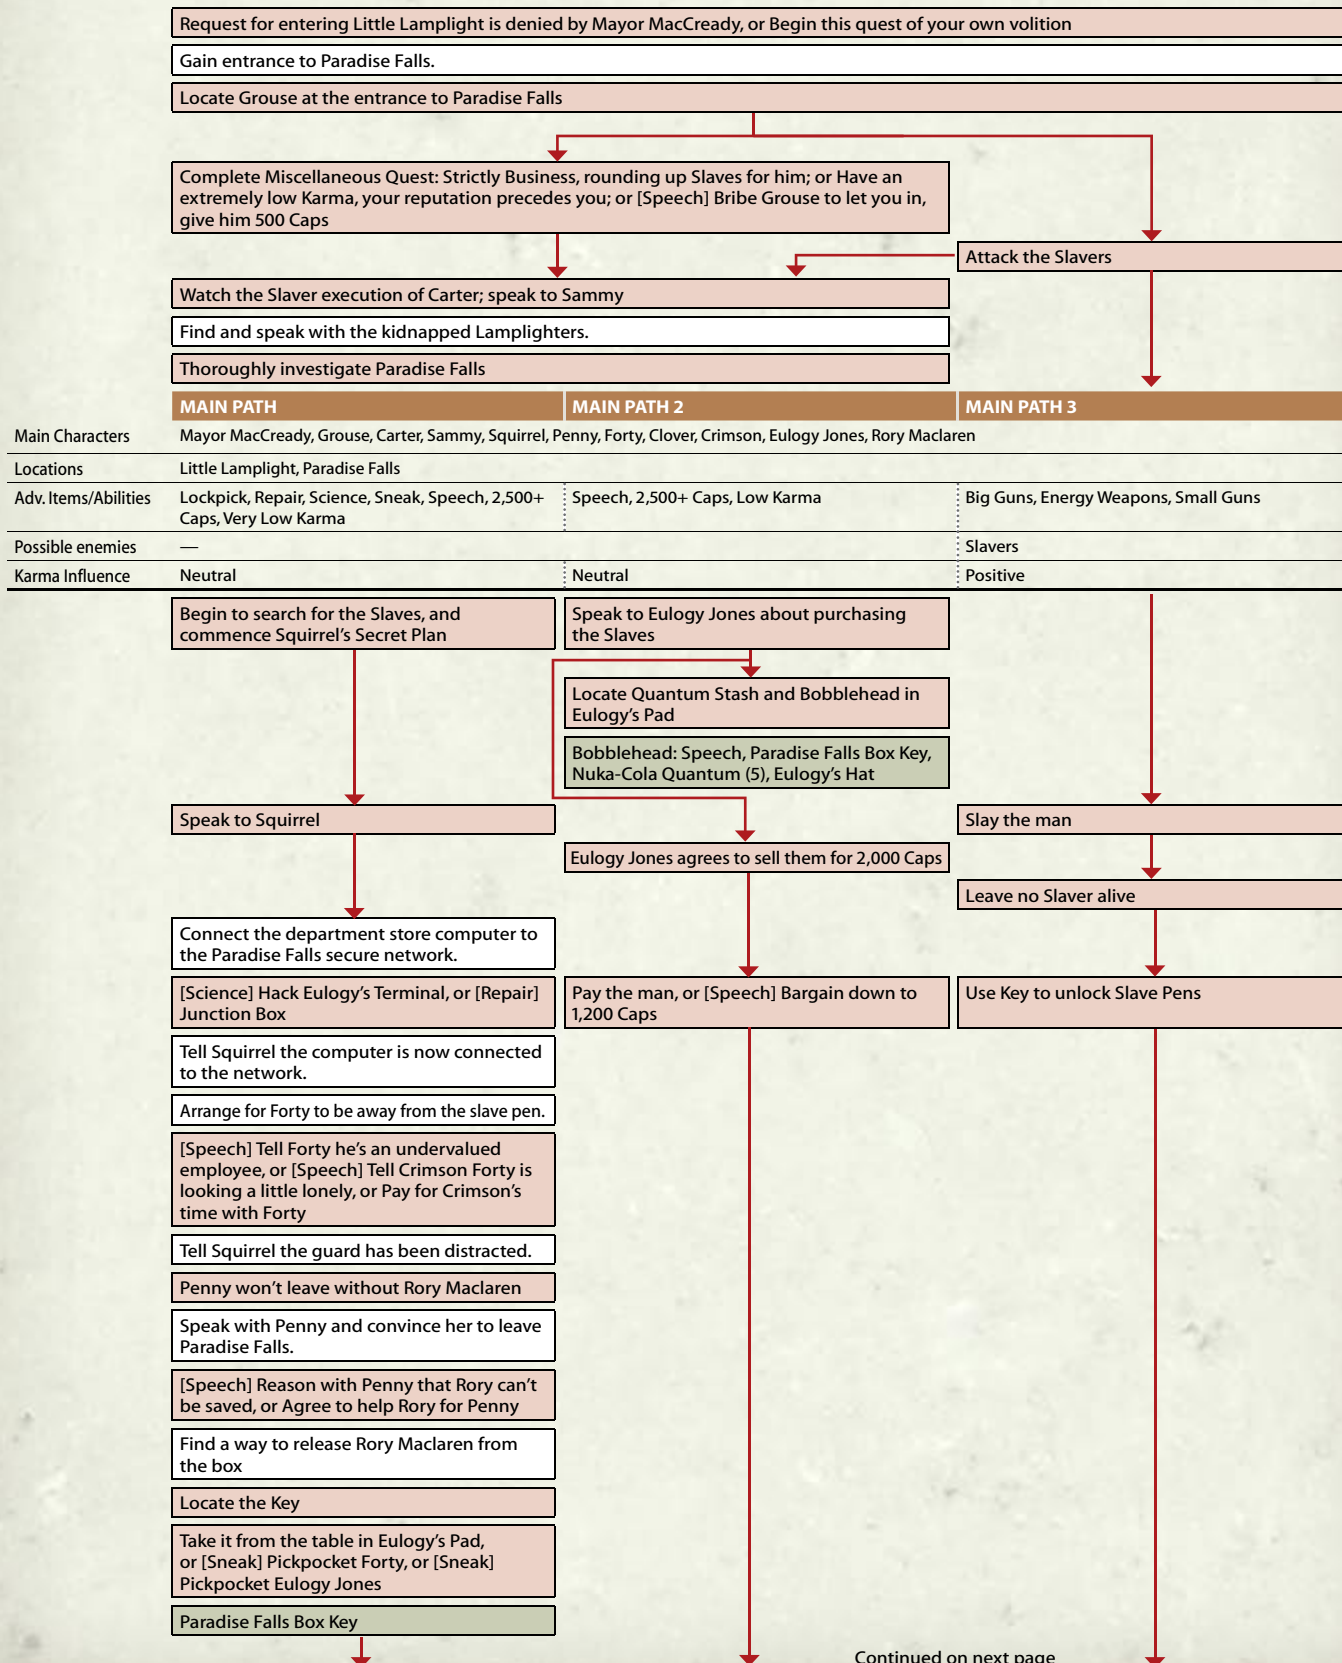 Request for entering Little Lamplight is denied by Mayor MacCready, or Begin this quest of your own volition
Gain entrance to Paradise Falls.
Locate Grouse at the entrance to Paradise Falls
Complete Miscellaneous Quest: Strictly Business, rounding up Slaves for him; or Have an
extremely low Karma, your reputation precedes you; or [Speech] Bribe Grouse to let you in,
give him 500 Caps
Attack the Slavers
Watch the Slaver execution of Carter; speak to Sammy
Find and speak with the kidnapped Lamplighters.
Thoroughly investigate Paradise Falls
MAIN PATH
MAIN PATH 2
MAIN PATH 3
Main Characters
Mayor MacCready, Grouse, Carter, Sammy, Squirrel, Penny, Forty, Clover, Crimson, Eulogy Jones, Rory Maclaren
Locations
Little Lamplight, Paradise Falls
Adv. Items/Abilities
Lockpick, Repair, Science, Sneak, Speech, 2,500+
Caps, Very Low Karma
Speech, 2,500+ Caps, Low Karma
Big Guns, Energy Weapons, Small Guns
Possible enemies
—
Slavers
Karma Influence
Neutral
Neutral
Positive
Begin to search for the Slaves, and
commence Squirrel's Secret Plan
Speak to Eulogy Jones about purchasing
the Slaves
Locate Quantum Stash and Bobblehead in
Eulogy's Pad
Bobblehead: Speech, Paradise Falls Box Key,
Nuka-Cola Quantum (5), Eulogy's Hat
Speak to Squirrel
Slay the man
Eulogy Jones agrees to sell them for 2,000 Caps
Leave no Slaver alive
Connect the department store computer to
the Paradise Falls secure network.
[Science] Hack Eulogy's Terminal, or [Repair]
Junction Box
Pay the man, or [Speech] Bargain down to
1,200 Caps
Use Key to unlock Slave Pens
Tell Squirrel the computer is now connected
to the network.
Arrange for Forty to be away from the slave pen.
[Speech] Tell Forty he's an undervalued
employee, or [Speech] Tell Crimson Forty is
looking a little lonely, or Pay for Crimson's
time with Forty
Tell Squirrel the guard has been distracted.
Penny won't leave without Rory Maclaren
Speak with Penny and convince her to leave
Paradise Falls.
[Speech] Reason with Penny that Rory can't
be saved, or Agree to help Rory for Penny
Find a way to release Rory Maclaren from
the box
Locate the Key
Take it from the table in Eulogy's Pad,
or [Sneak] Pickpocket Forty, or [Sneak]
Pickpocket Eulogy Jones
Paradise Falls Box Key
Continued on next page